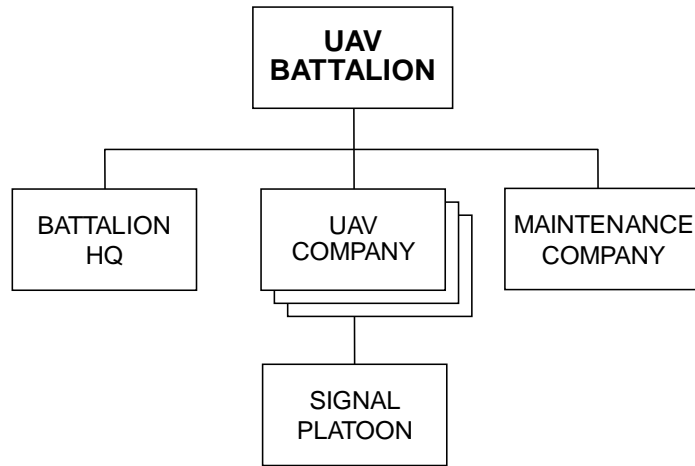 UAV
BATTALION
BATTALION
HQ
UAV
COMPANY
MAINTENANCE
COMPANY
SIGNAL
PLATOON